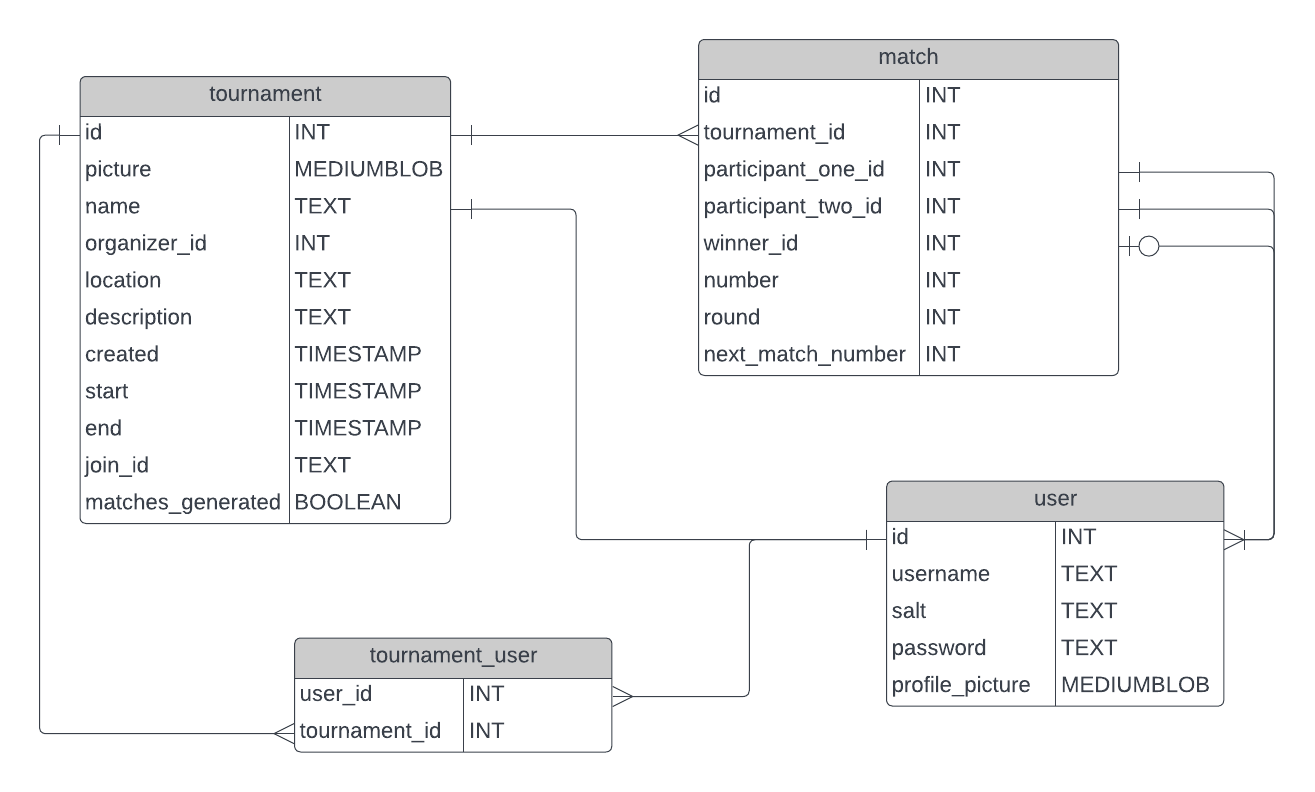 tournament
id INT
picture MEDIUMBLOB
name TEXT
organizer_id INT
location TEXT
description TEXT
created TIMESTAMP
start TIMESTAMP
end TIMESTAMP
join_id TEXT
matches_generated BOOLEAN
match
id INT
tournament_id INT
participant_one_id INT
participant_two_id INT
winner_id INT
number INT
round INT
next_match_number INT
user
id INT
username TEXT
salt TEXT
password TEXT
profile_picture MEDIUMBLOB
tournament_user
user_id INT
tournament_id INT